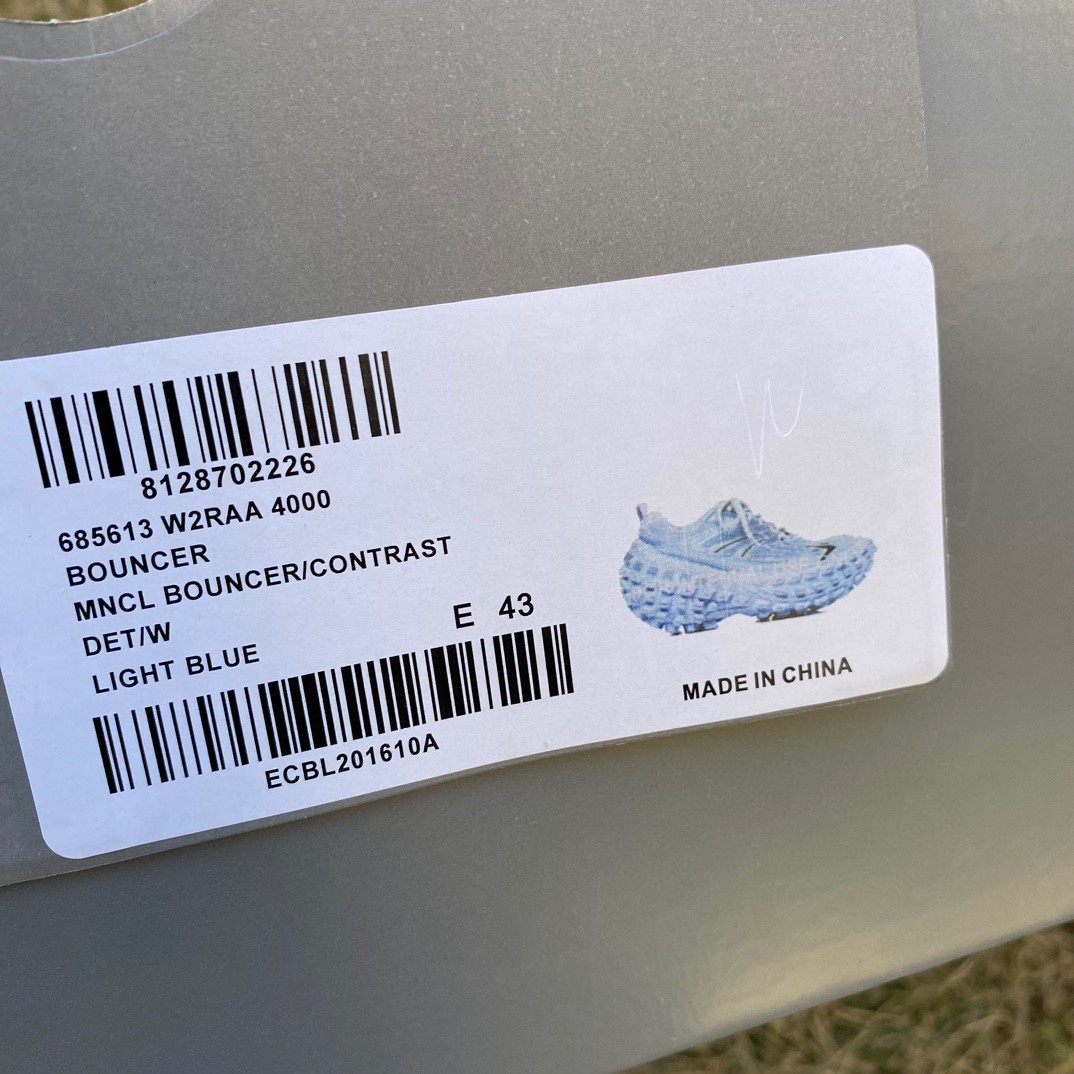 8128702226
685613 W2RAA 4000
BOUNCER
MNCL BOUNCER/CONTRAST
DET/W
LIGHT BLUE
E 43
ECBL201610A
MADE IN CHINA